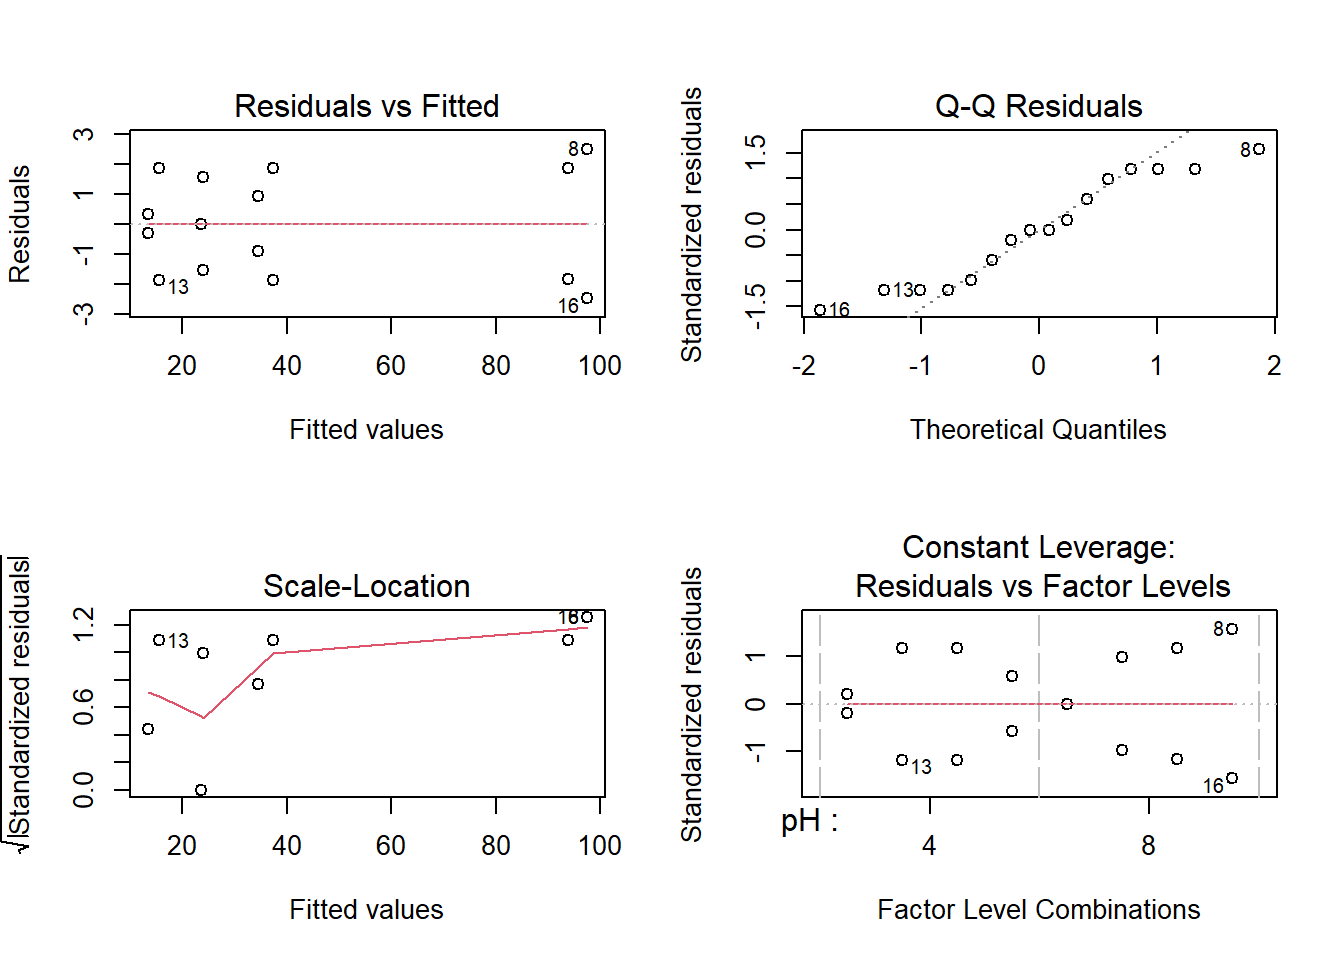 Residuals vs Fitted
Residuals
3
1
-1
-3
8
13
16
20
40
60
80
100
Fitted values
Q-Q Residuals
Standardized residuals
1.5
0.0
-1.5
8
13
16
-2
-1
0
1
2
Theoretical Quantiles
Scale-Location
√|Standardized residuals|
1.2
0.6
0.0
13
20
40
60
80
100
Fitted values
Constant Leverage:
Residuals vs Factor Levels
Standardized residuals
1
0
-1
8
13
16
pH :
4
8
Factor Level Combinations